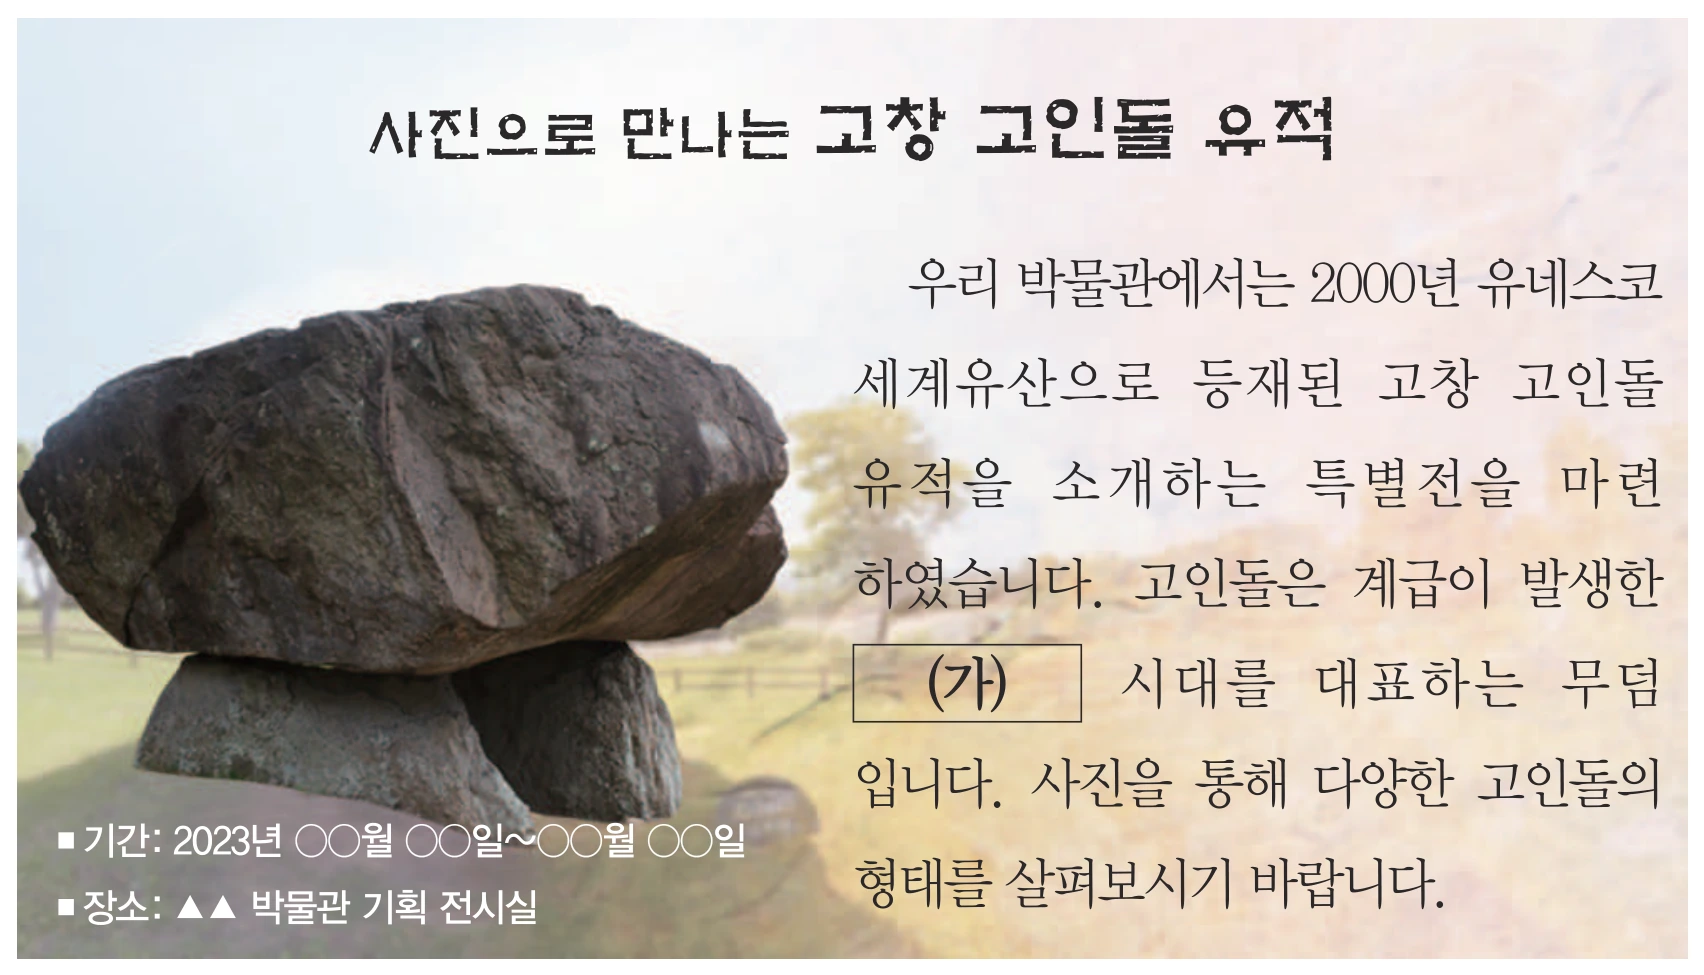 사진으로 만나는 고창 고인돌 유적
우리 박물관에서는 2000년 유네스코
세계유산으로 등재된 고창 고인돌
유적을 소개하는 특별전을 마련
하였습니다. 고인돌은 계급이 발생한
(가) 시대를 대표하는 무덤
입니다. 사진을 통해 다양한 고인돌의
형태를 살펴보시기 바랍니다.
■ 기간: 2023년 ○○월 ○○일~○○월 ○○일
■ 장소: ▲▲ 박물관 기획 전시실